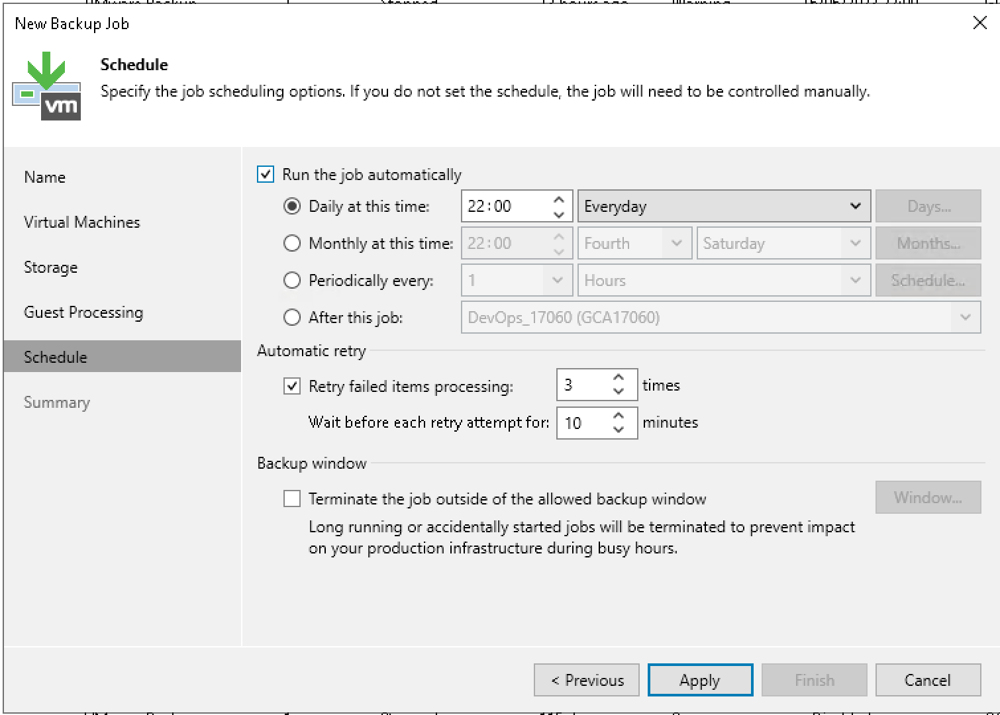 New Backup Job
vm
Schedule
Specify the job scheduling options. If you do not set the schedule, the job will need to be controlled manually.
Name
Virtual Machines
Storage
Guest Processing
Schedule
Summary
Run the job automatically
Daily at this time: 22:00 Everyday Days...
Monthly at this time: 22:00 Fourth Saturday Months...
Periodically every: 1 Hours Schedule...
After this job: DevOps_17060 (GCA17060)
Automatic retry
Retry failed items processing: 3 times
Wait before each retry attempt for: 10 minutes
Backup window
Terminate the job outside of the allowed backup window Window...
Long running or accidentally started jobs will be terminated to prevent impact
on your production infrastructure during busy hours.
< Previous Apply Finish Cancel